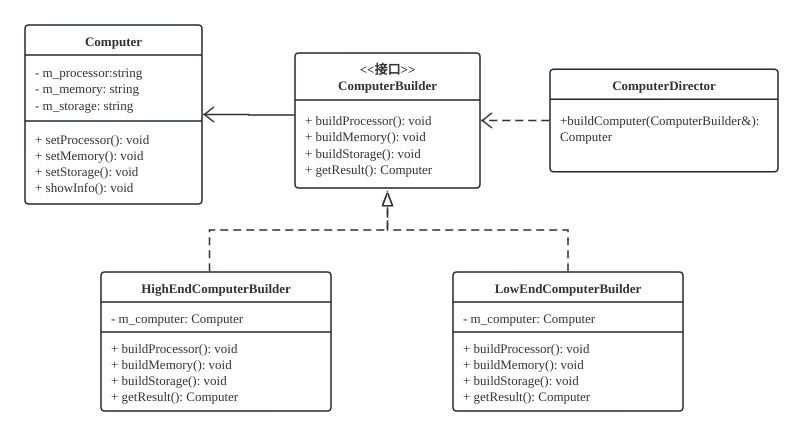 Computer
- m_processor:string
- m_memory: string
- m_storage: string
+ setProcessor(): void
+ setMemory(): void
+ setStorage(): void
+ showInfo(): void
<<接口>>
ComputerBuilder
+ buildProcessor(): void
+ buildMemory(): void
+ buildStorage(): void
+ getResult(): Computer
ComputerDirector
+buildComputer(ComputerBuilder&):
Computer
HighEndComputerBuilder
- m_computer: Computer
+ buildProcessor(): void
+ buildMemory(): void
+ buildStorage(): void
+ getResult(): Computer
LowEndComputerBuilder
- m_computer: Computer
+ buildProcessor(): void
+ buildMemory(): void
+ buildStorage(): void
+ getResult(): Computer